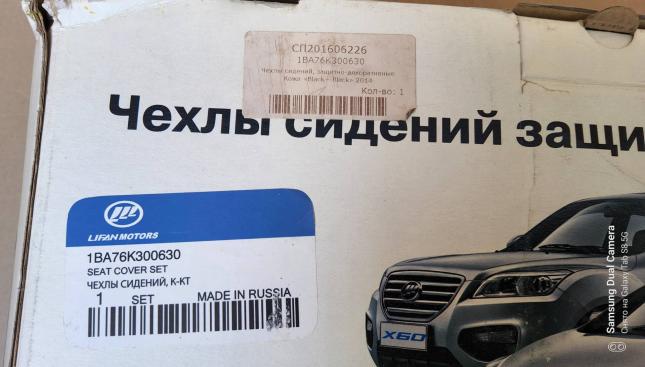 СП201606226
1BA76K300630
Чехлы сидений, защитно-декоративные
Кожа «Black - Black» 2014
Кол-во: 1
Чехлы сидений защи
LIFAN MOTORS
1BA76K300630
SEAT COVER SET
ЧЕХЛЫ СИДЕНИЙ, К-КТ
1 SET MADE IN RUSSIA
X60
Samsung Dual Camera
Снято на Galaxy Tab S8 5G